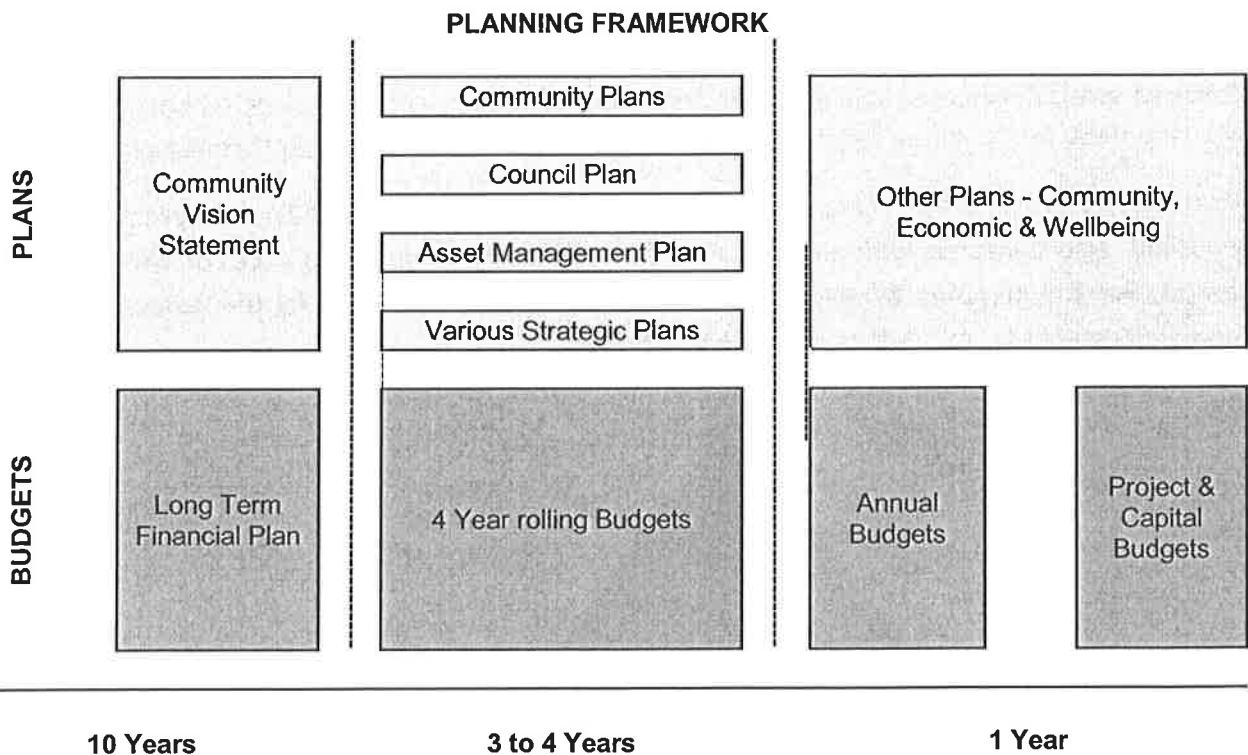 PLANNING FRAMEWORK
PLANS
Community
Vision
Statement
Community Plans
Council Plan
Asset Management Plan
Various Strategic Plans
Other Plans - Community,
Economic & Wellbeing
BUDGETS
Long Term
Financial Plan
4 Year rolling Budgets
Annual
Budgets
Project &
Capital
Budgets
10 Years
3 to 4 Years
1 Year